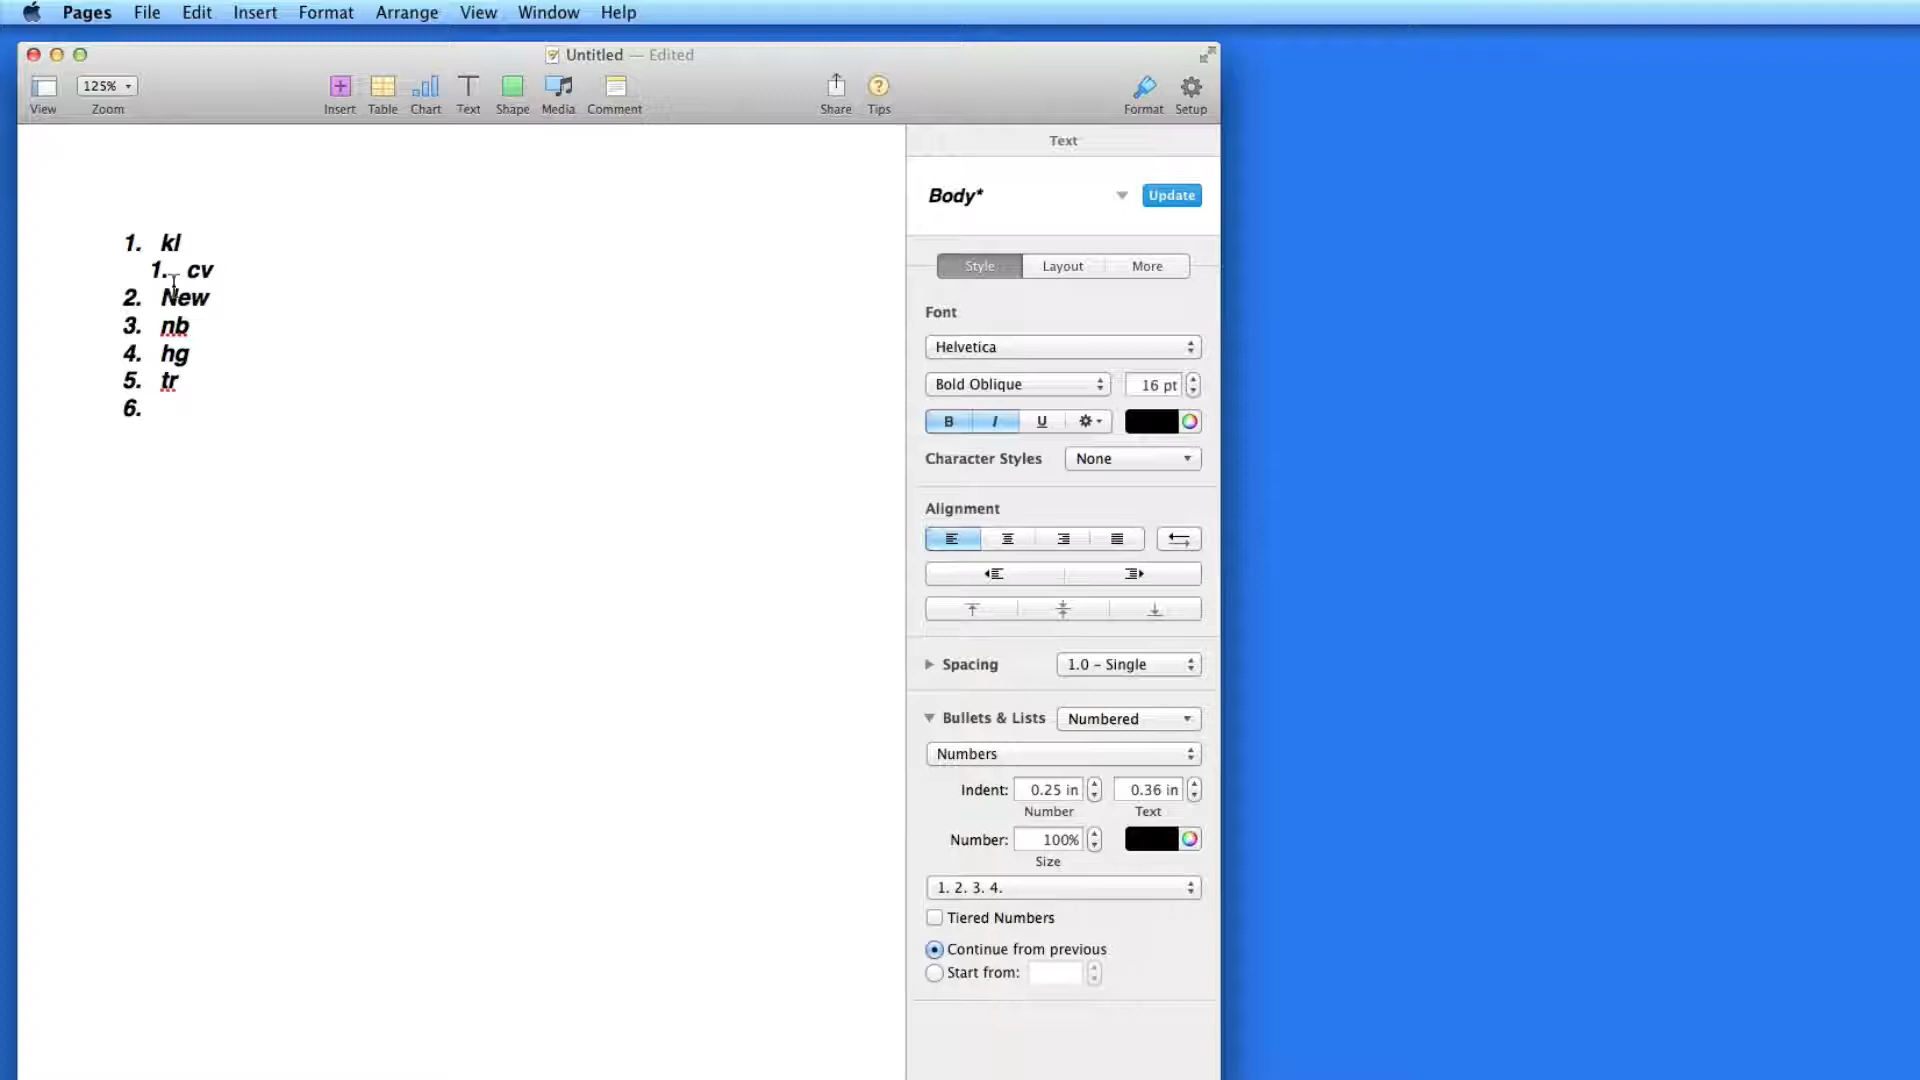 Pages File Edit Insert Format Arrange View Window Help
Untitled — Edited
125%
View Zoom Insert Table Chart Text Shape Media Comment Share Tips Format Setup
Text
Body* Update
1. kl
1. cv
2. New
3. nb
4. hg
5. tr
6.
Style Layout More
Font
Helvetica
Bold Oblique 16 pt
B I U
Character Styles None
Alignment
Spacing 1.0 – Single
Bullets & Lists Numbered
Numbers
Indent: 0.25 in 0.36 in
Number Text
Number: 100%
Size
1. 2. 3. 4.
Tiered Numbers
Continue from previous
Start from: